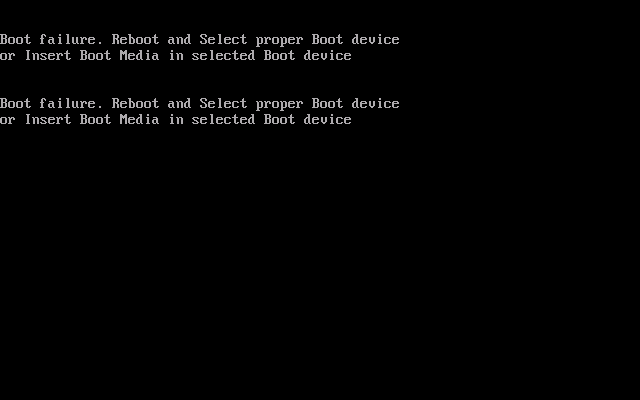 Boot failure. Reboot and Select proper Boot device
or Insert Boot Media in selected Boot device
Boot failure. Reboot and Select proper Boot device
or Insert Boot Media in selected Boot device